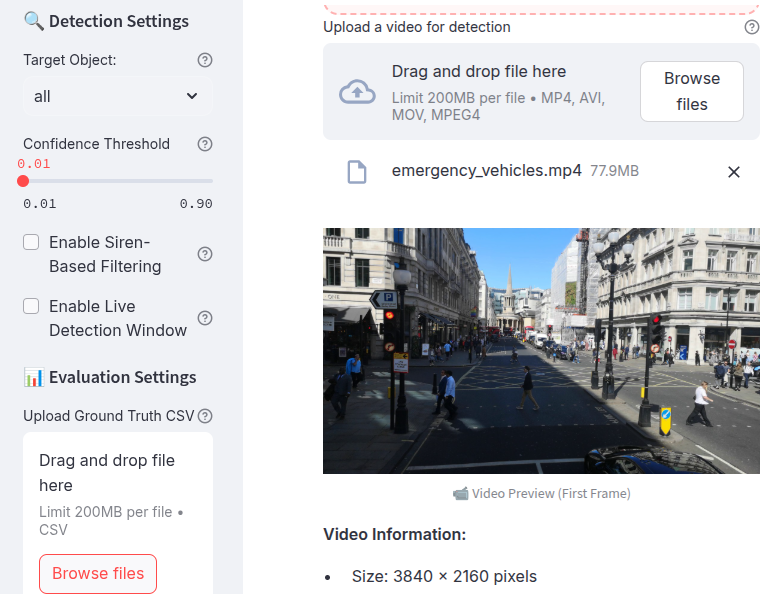 🔍 Detection Settings
Target Object:
all
Confidence Threshold
0.01
0.01 0.90
Enable Siren-
Based Filtering
Enable Live
Detection Window
📊 Evaluation Settings
Upload Ground Truth CSV
Drag and drop file
here
Limit 200MB per file •
CSV
Browse files
Upload a video for detection
Drag and drop file here
Limit 200MB per file • MP4, AVI,
MOV, MPEG4
Browse
files
emergency_vehicles.mp4 77.9MB
P
📹 Video Preview (First Frame)
Video Information:
• Size: 3840 × 2160 pixels